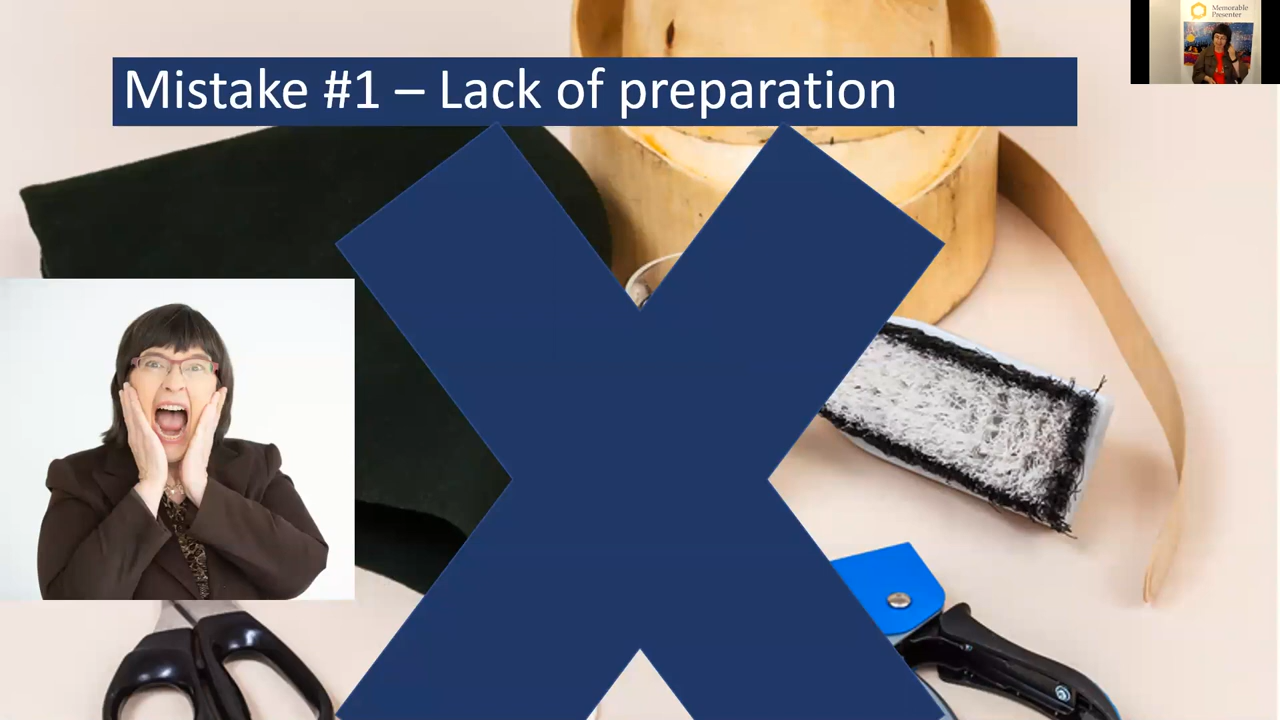 Mistake #1 – Lack of preparation
Memorable
Presenter